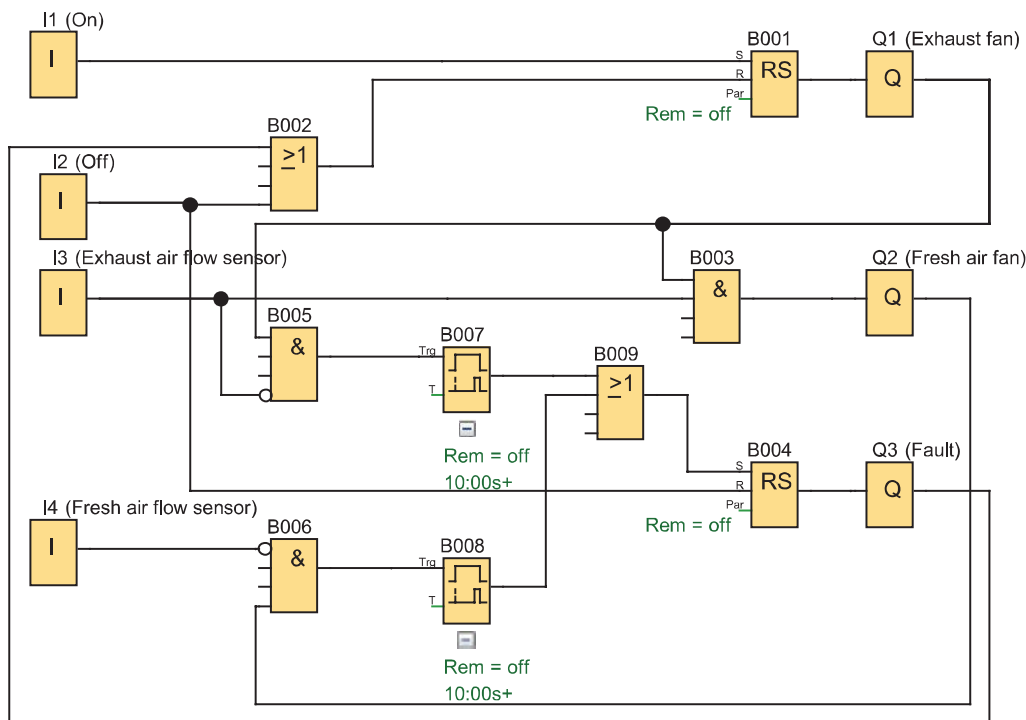 I1 (On)
I
B001
S
R
Par
RS
Rem = off
Q1 (Exhaust fan)
Q
B002
>1
I2 (Off)
I
I3 (Exhaust air flow sensor)
I
B003
&
Q2 (Fresh air fan)
Q
B005
&
B007
Trg
T
Rem = off
10:00s+
B009
>1
B004
S
R
Par
RS
Rem = off
Q3 (Fault)
Q
I4 (Fresh air flow sensor)
I
B006
&
B008
Trg
T
Rem = off
10:00s+